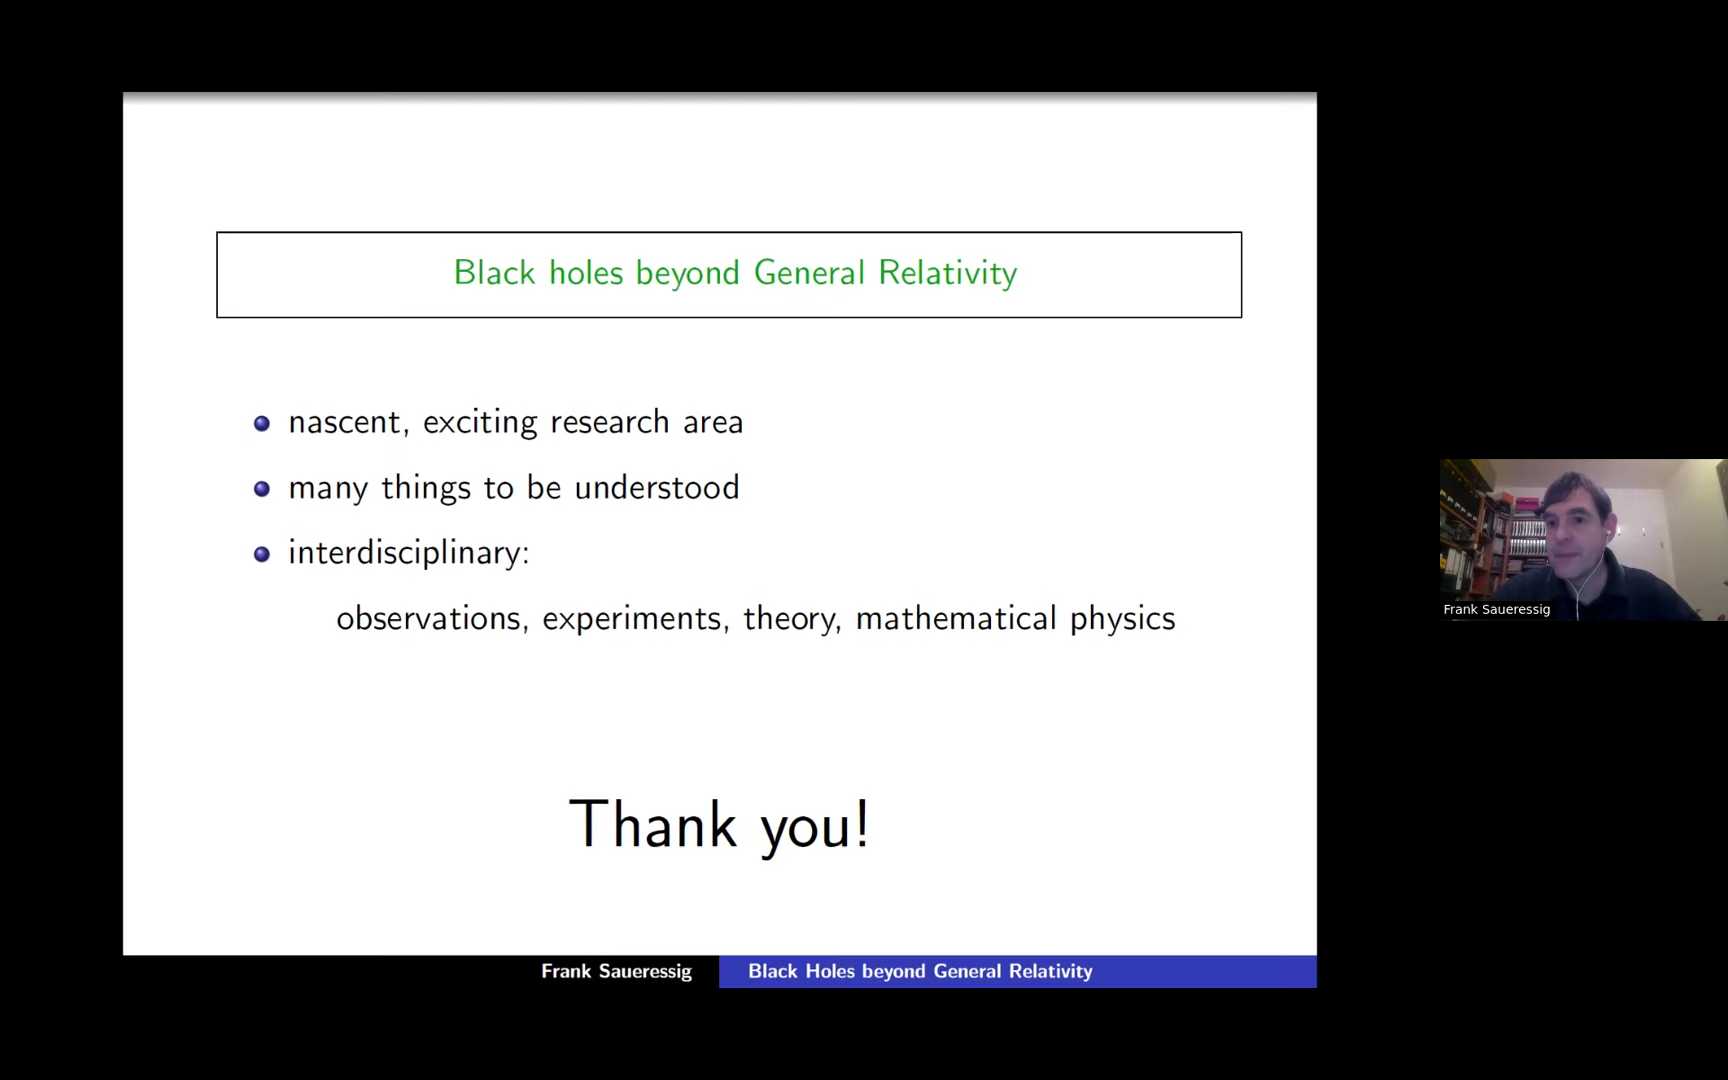 Black holes beyond General Relativity
nascent, exciting research area
many things to be understood
interdisciplinary:
observations, experiments, theory, mathematical physics
Thank you!
Frank Saueressig
Black Holes beyond General Relativity
Frank Saueressig